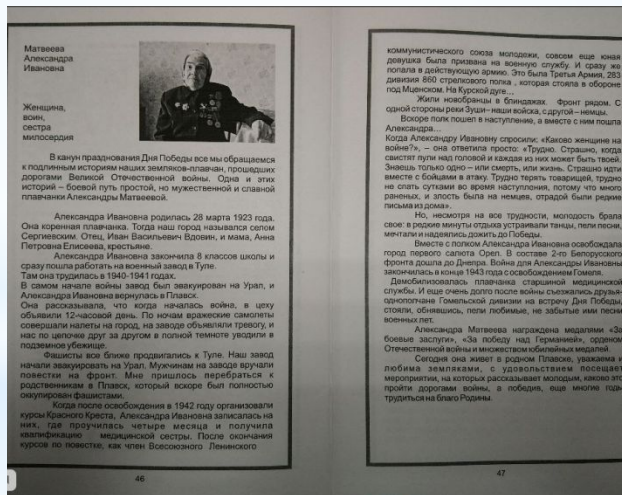 Матвеева
Александра
Ивановна
Женщина,
воин,
сестра
милосердия
В канун празднования Дня Победы все мы обращаемся
к подлинным историям наших земляков-плавчан, прошедших
дорогами Великой Отечественной войны. Одна и этих
историй – боевой путь простой, но мужественной и славной
плавчанки Александры Матвеевой.
Александра Ивановна родилась 28 марта 1923 года.
Она коренная плавчанка. Тогда наш город назывался селом
Сергиевским. Отец, Иван Васильевич Вдовин, и мама, Анна
Петровна Елисеева, крестьяне.
Александра Ивановна закончила 8 классов школы и
сразу пошла работать на военный завод в Туле.
Там она трудилась в 1940-1941 годах.
В самом начале войны завод был эвакуирован на Урал, и
Александра Ивановна вернулась в Плавск.
Она рассказывала, что когда началась война, в цеху
объявили 12-часовой день. По ночам вражеские самолеты
совершали налеты на город, на заводе объявляли тревогу, и
нас по цепочке друг за другом в полной темноте уводили в
подземное убежище.
Фашисты все ближе продвигались к Туле. Наш завод
начали эвакуировать на Урал. Мужчинам на заводе вручали
повестки на фронт. Мне пришлось перебраться к
родственникам в Плавск, который вскоре был полностью
оккупирован фашистами.
Когда после освобождения в 1942 году организовали
курсы Красного Креста, Александра Ивановна записалась на
них, где проучилась четыре месяца и получила
квалификацию медицинской сестры. После окончания
курсов по повестке, как член Всесоюзного Ленинского
46
коммунистического союза молодежи, совсем еще юная
девушка была призвана на военную службу. И сразу же
попала в действующую армию. Это была Третья Армия, 283
дивизия 860 стрелкового полка , которая стояла в обороне
под Мценском. На Курской дуге…
Жили новобранцы в блиндажах. Фронт рядом. С
одной стороны реки Зуши– наши войска, с другой – немцы.
Вскоре полк пошел в наступление, а вместе с ним пошла
Александра…
Когда Александру Ивановну спросили: «Каково женщине на
войне?», – она ответила просто: «Трудно. Страшно, когда
свистят пули над головой и каждая из них может быть твоей.
Знаешь только одно – или смерть, или жизнь. Страшно идти
вместе с бойцами в атаку. Трудно терять товарищей, трудно
не спать сутками во время наступления, потому что много
раненых, и злость была на немцев, отрадой были редкие
письма из дома».
Но, несмотря на все трудности, молодость брала
свое: в редкие минуты отдыха устраивали танцы, пели песни,
мечтали и надеялись дожить до Победы.
Вместе с полком Александра Ивановна освобождала
город первого салюта Орел. В составе 2-го Белорусского
фронта дошла до Днепра. Война для Александры Ивановны
закончилась в конце 1943 года с освобождением Гомеля.
Демобилизовалась плавчанка старшиной медицинской
службы. И еще очень долго после войны съезжались друзья-
однополчане Гомельской дивизии на встречу Дня Победы,
стояли, обнявшись, пели любимые, не забытые ими песни
военных лет.
Александра Матвеева награждена медалями «За
боевые заслуги», «За победу над Германией», орденом
Отечественной войны и множеством юбилейных медалей.
Сегодня она живет в родном Плавске, уважаема и
любима земляками, с удовольствием посещает
мероприятия, на которых рассказывает молодым, каково это
пройти дорогами войны, а победив, еще многие годы
трудиться на благо Родины.
47